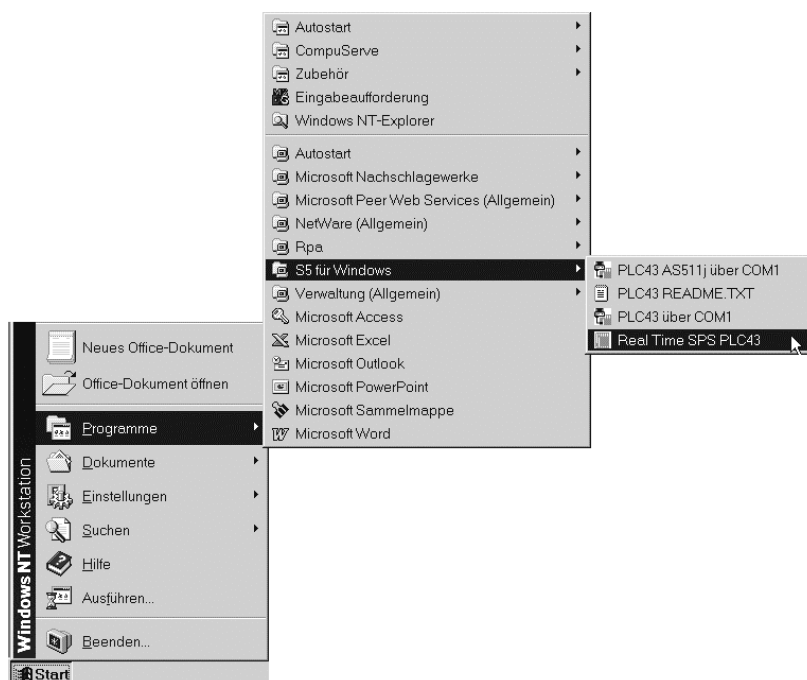 Autostart
CompuServe
Zubehör
Eingabeaufforderung
Windows NT-Explorer
Autostart
Microsoft Nachschlagewerke
Microsoft Peer Web Services (Allgemein)
NetWare (Allgemein)
Rpa
S5 für Windows
Verwaltung (Allgemein)
Microsoft Access
Microsoft Excel
Microsoft Outlook
Microsoft PowerPoint
Microsoft Sammelmappe
Microsoft Word
PLC43 AS511j über COM1
PLC43 README.TXT
PLC43 über COM1
Real Time SPS PLC43
Neues Office-Dokument
Office-Dokument öffnen
Programme
Dokumente
Einstellungen
Suchen
Hilfe
Ausführen...
Beenden...
Windows NT Workstation
Start